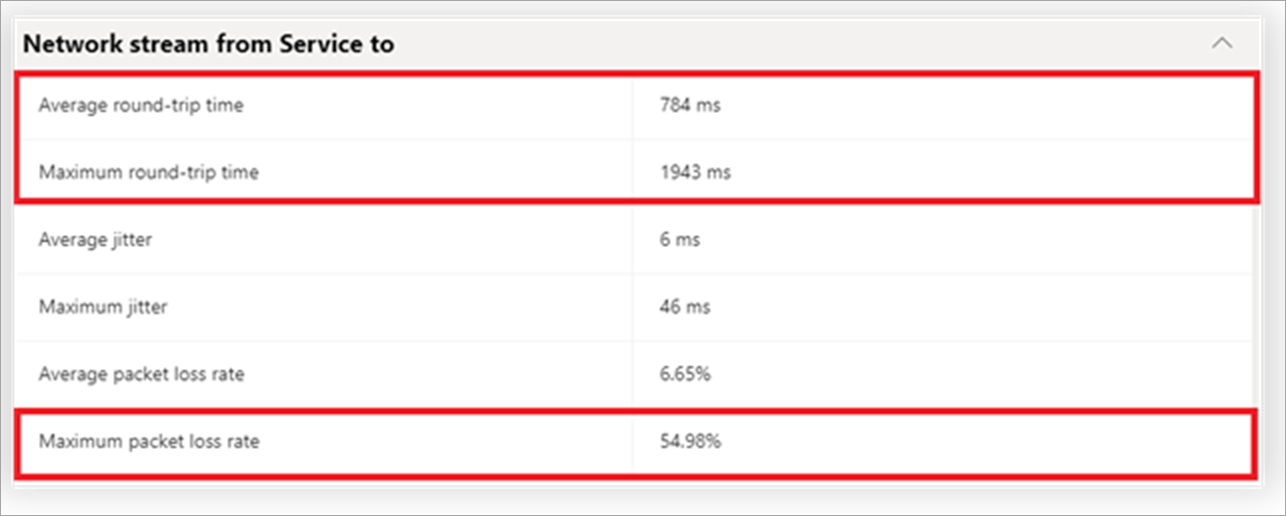 Network stream from Service to
Average round-trip time 784 ms
Maximum round-trip time 1943 ms
Average jitter 6 ms
Maximum jitter 46 ms
Average packet loss rate 6.65%
Maximum packet loss rate 54.98%